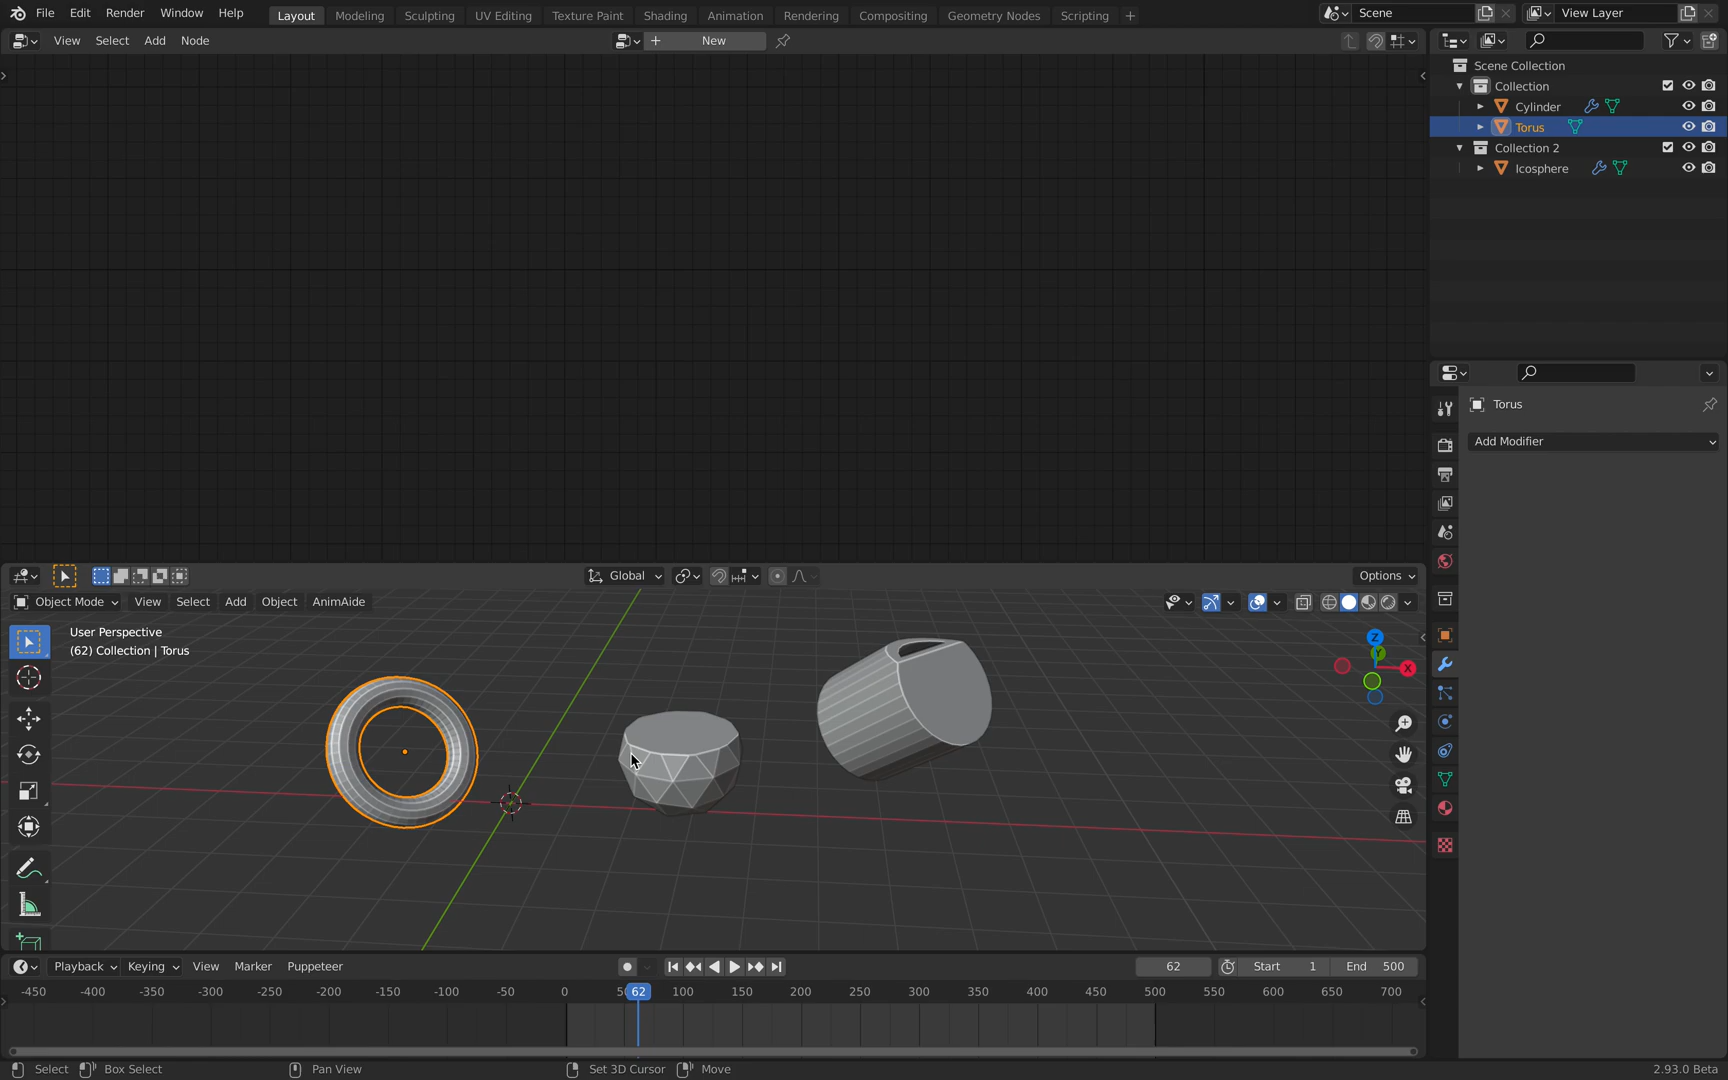 File Edit Render Window Help Layout Modeling Sculpting UV Editing Texture Paint Shading Animation Rendering Compositing Geometry Nodes Scripting + Scene View Layer
View Select Add Node + New
Scene Collection
Collection
Cylinder
Torus
Collection 2
Icosphere
Torus
Add Modifier
Global Options
Object Mode View Select Add Object AnimAide
User Perspective
(62) Collection | Torus
Z
Y
X
Playback Keying View Marker Puppeteer 62 Start 1 End 500
-450 -400 -350 -300 -250 -200 -150 -100 -50 0 62 100 150 200 250 300 350 400 450 500 550 600 650 700
Select Box Select Pan View Set 3D Cursor Move 2.93.0 Beta